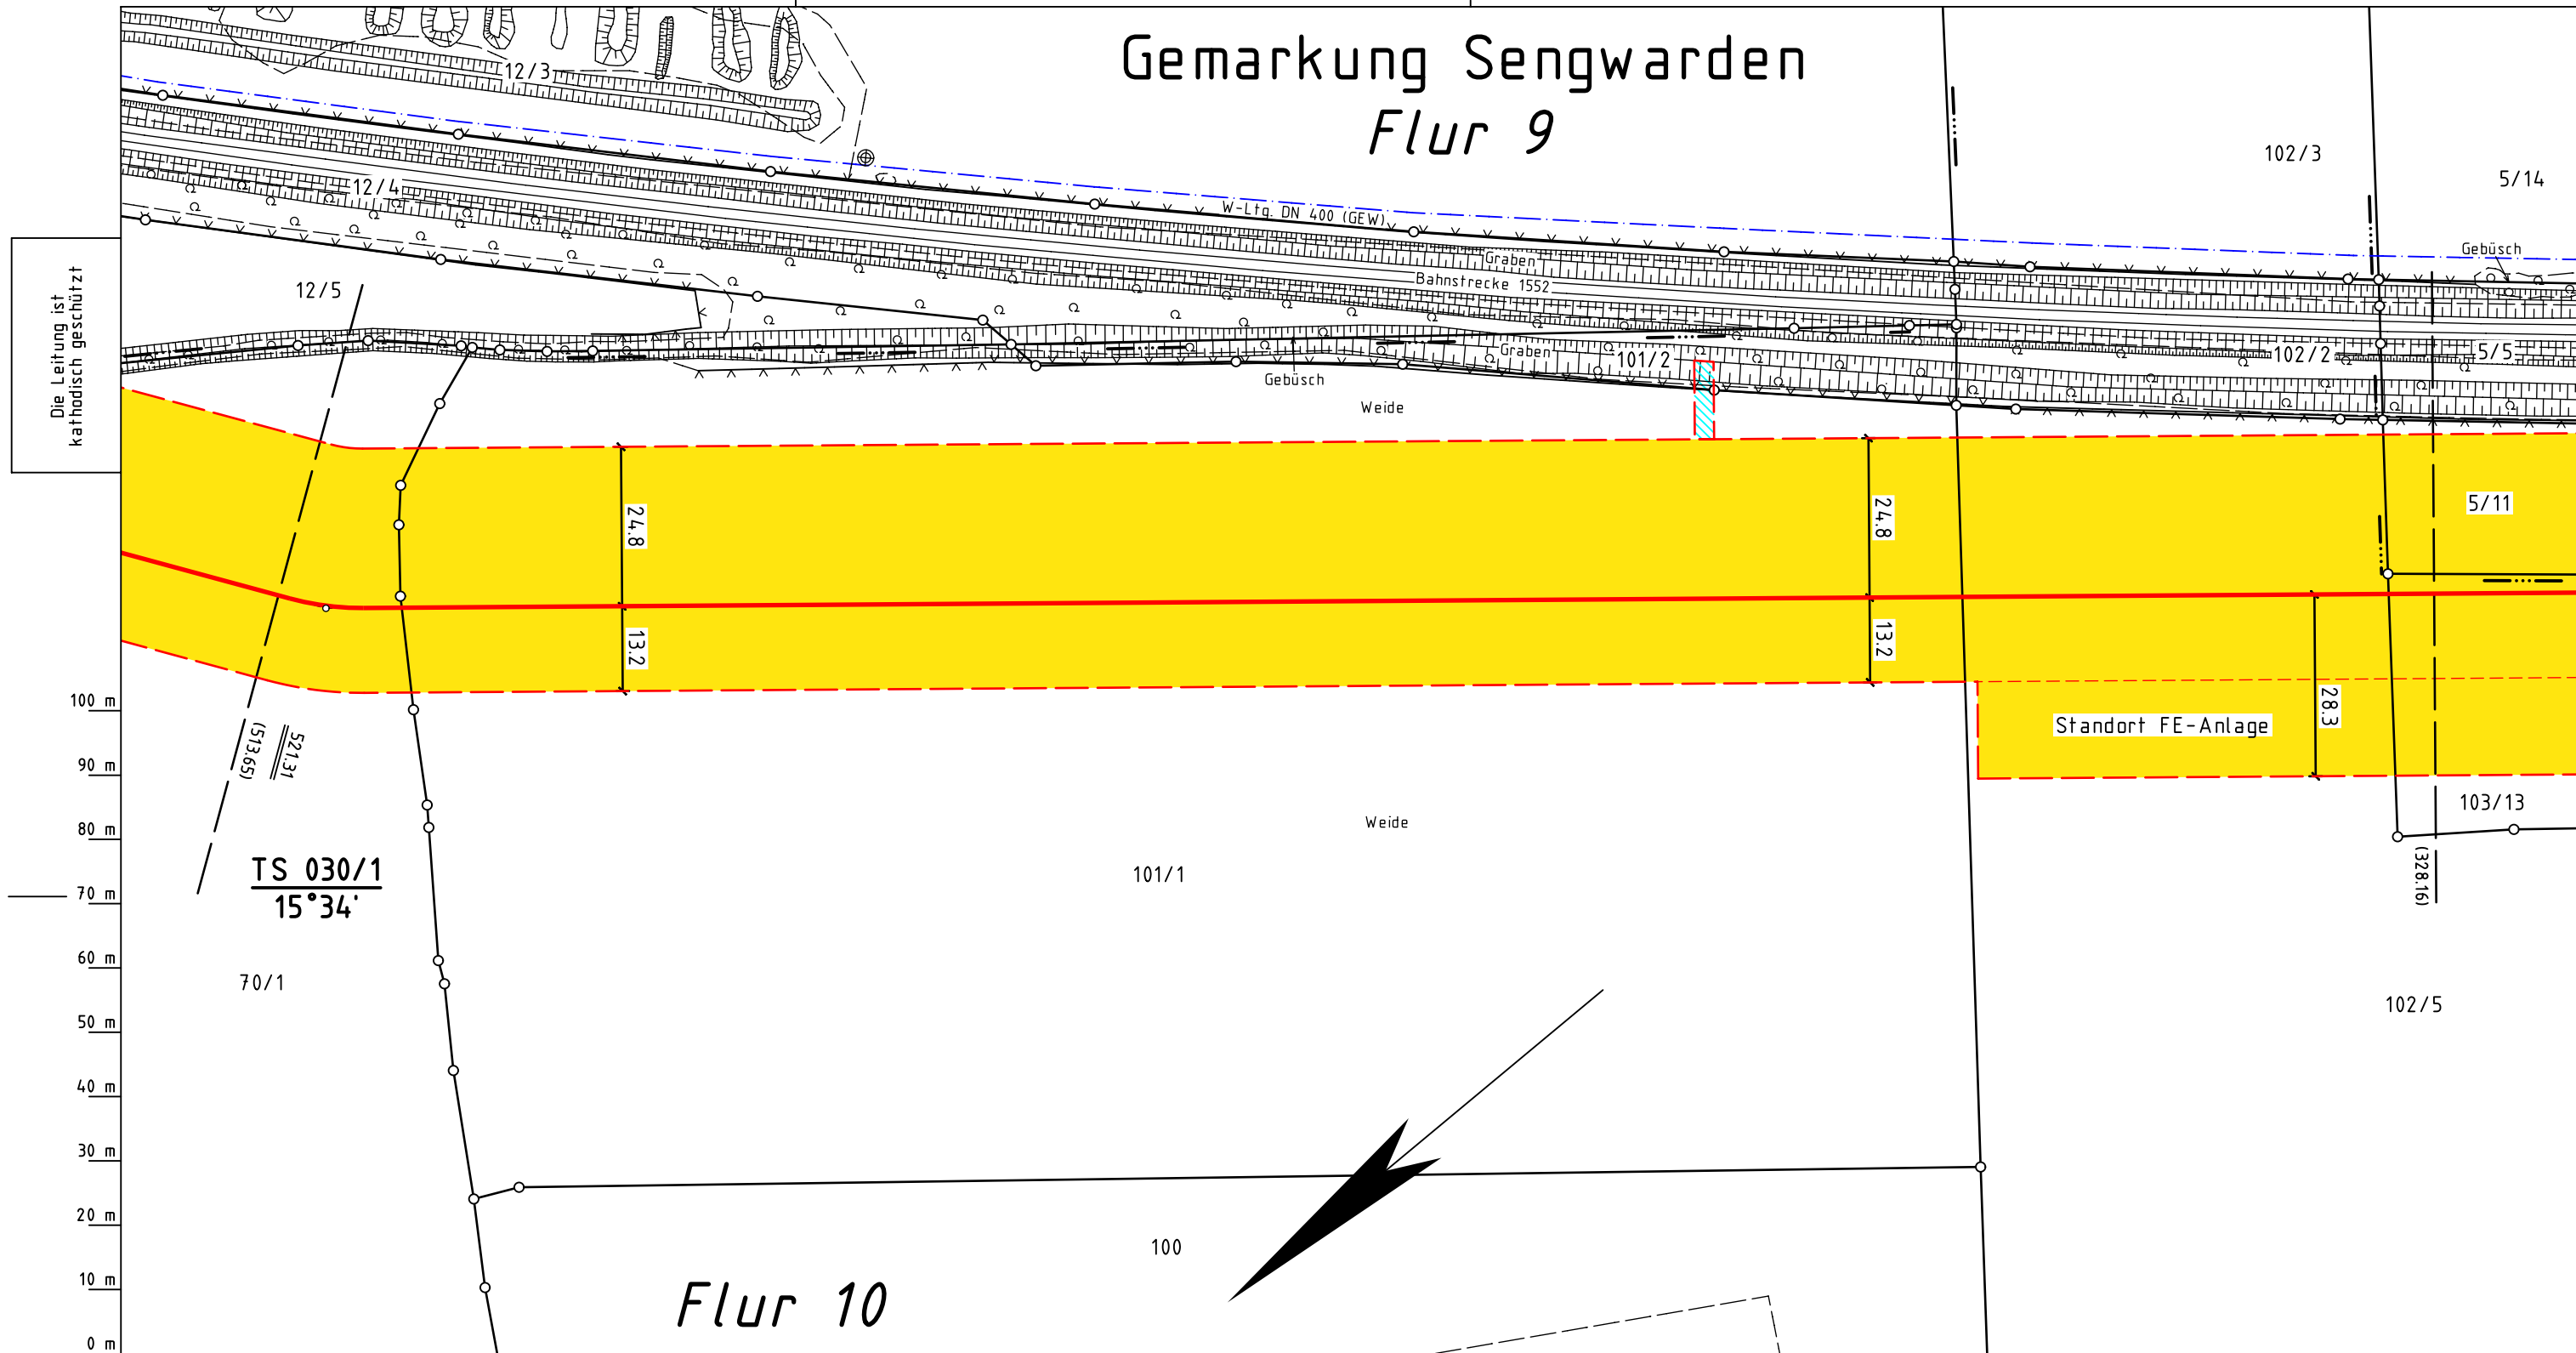 Gemarkung Sengwarden
Flur 9
12/3
102/3
5/14
12/4
W-Ltg. DN 400 (GEW)
Graben
Bahnstrecke 1552
Gebüsch
Die Leitung ist
kathodisch geschützt
12/5
Graben
101/2
102/2
5/5
Gebüsch
Weide
24.8
24.8
5/11
13.2
13.2
28.3
Standort FE-Anlage
521.31
(513.65)
100 m
90 m
80 m
70 m
60 m
50 m
40 m
30 m
20 m
10 m
0 m
103/13
Weide
(328.16)
TS 030/1
15°34'
101/1
70/1
102/5
100
Flur 10